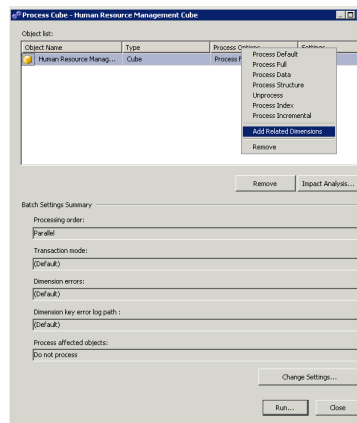 Process Cube - Human Resource Management Cube
Object list:
Object Name Type Process Options Settings
Human Resource Manag... Cube Process F
Process Default
Process Full
Process Data
Process Structure
Unprocess
Process Index
Process Incremental
Add Related Dimensions
Remove
Remove Impact Analysis...
Batch Settings Summary
Processing order:
Parallel
Transaction mode:
(Default)
Dimension errors:
(Default)
Dimension key error log path :
(Default)
Process affected objects:
Do not process
Change Settings...
Run... Close